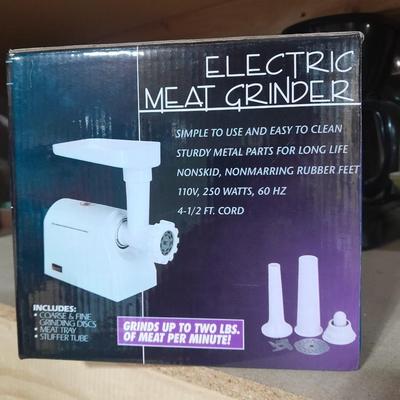 ELECTRIC
MEAT GRINDER
SIMPLE TO USE AND EASY TO CLEAN
STURDY METAL PARTS FOR LONG LIFE
NONSKID, NONMARRING RUBBER FEET
110V, 250 WATTS, 60 HZ
4-1/2 FT. CORD
INCLUDES:
• COARSE & FINE
GRINDING DISCS
• MEAT TRAY
• STUFFER TUBE
GRINDS UP TO TWO LBS.
OF MEAT PER MINUTE!